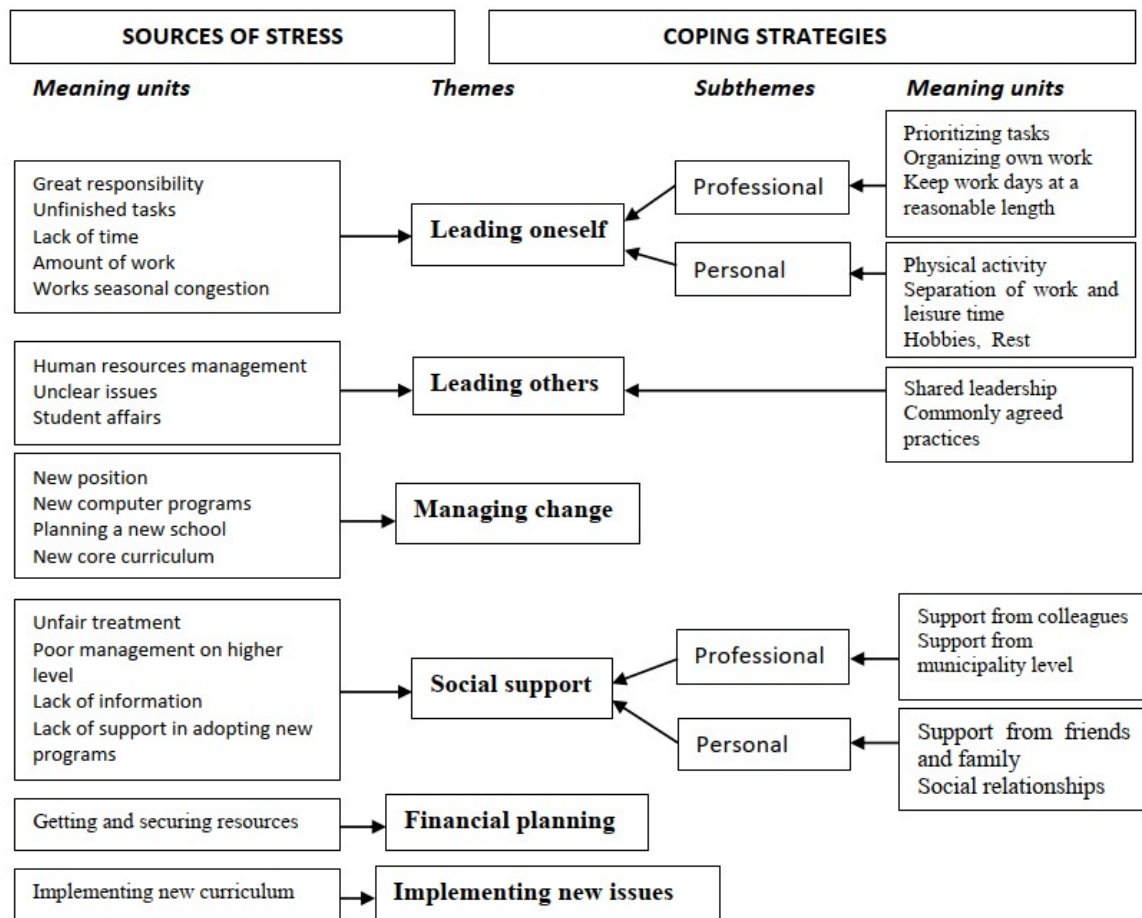 SOURCES OF STRESS
COPING STRATEGIES
Meaning units
Themes
Subthemes
Meaning units
Great responsibility
Unfinished tasks
Lack of time
Amount of work
Works seasonal congestion
Leading oneself
Professional
Prioritizing tasks
Organizing own work
Keep work days at a
reasonable length
Personal
Physical activity
Separation of work and
leisure time
Hobbies, Rest
Human resources management
Unclear issues
Student affairs
Leading others
Shared leadership
Commonly agreed
practices
New position
New computer programs
Planning a new school
New core curriculum
Managing change
Unfair treatment
Poor management on higher
level
Lack of information
Lack of support in adopting new
programs
Social support
Professional
Support from colleagues
Support from
municipality level
Personal
Support from friends
and family
Social relationships
Getting and securing resources
Financial planning
Implementing new curriculum
Implementing new issues